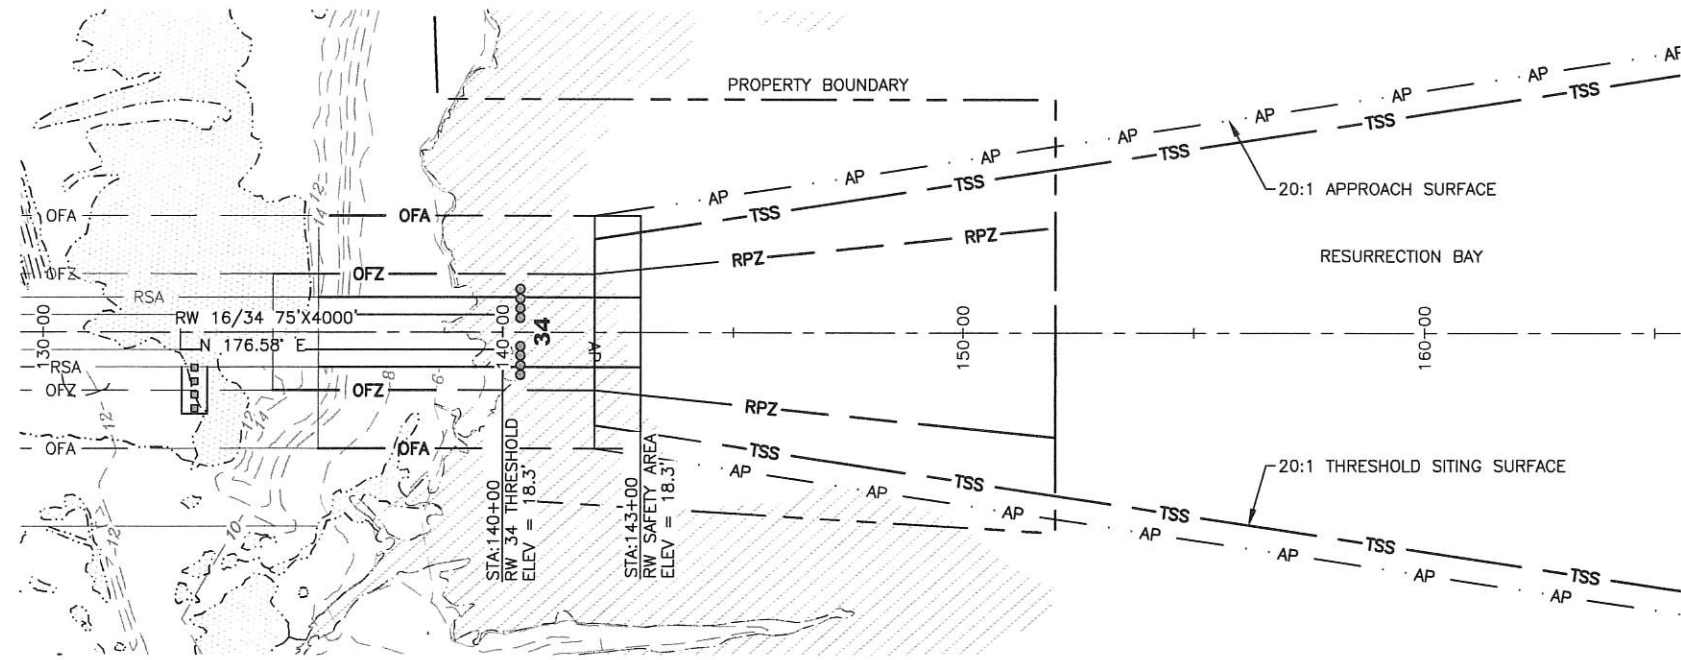 PROPERTY BOUNDARY
AP
AP
AP
AP
AP
AP
AP
AP
TSS
TSS
TSS
TSS
TSS
20:1 APPROACH SURFACE
RESURRECTION BAY
OFA
OFA
12
14
OFZ
OFZ
RPZ
RPZ
RSA
RW 16/34 75'X4000'
N 176.58° E
130+00
140+00
34
AP
150+00
160+00
RSA
OFZ
OFZ
8
6
RPZ
12
12
14
OFA
OFA
TSS
TSS
TSS
TSS
TSS
AP
AP
AP
AP
AP
AP
AP
20:1 THRESHOLD SITING SURFACE
STA:140+00
RW 34 THRESHOLD
ELEV = 18.3'
STA:143+00
RW SAFETY AREA
ELEV = 18.3'
10
12
12